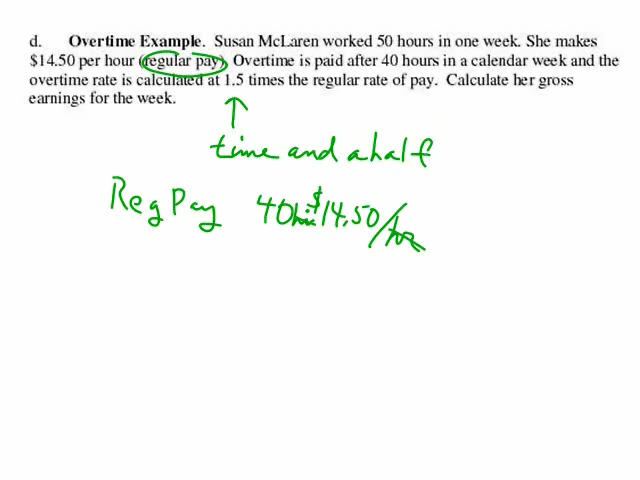 d. Overtime Example. Susan McLaren worked 50 hours in one week. She makes
$14.50 per hour (regular pay). Overtime is paid after 40 hours in a calendar week and the
overtime rate is calculated at 1.5 times the regular rate of pay. Calculate her gross
earnings for the week.
time and a half
Reg Pay 40hr $14.50/hr